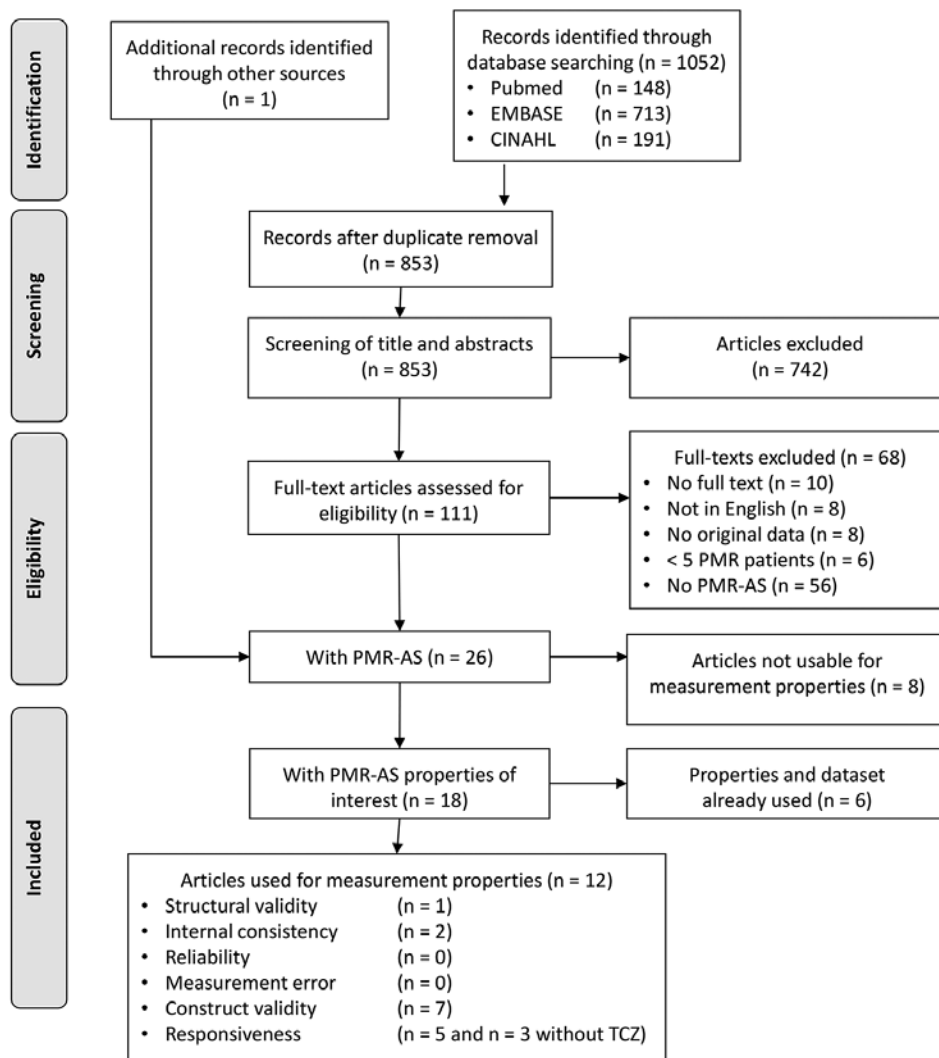 Identification
Additional records identified
through other sources
(n = 1)
Records identified through
database searching (n = 1052)
• Pubmed (n = 148)
• EMBASE (n = 713)
• CINAHL (n = 191)
Screening
Records after duplicate removal
(n = 853)
Screening of title and abstracts
(n = 853)
Articles excluded
(n = 742)
Eligibility
Full-text articles assessed for
eligibility (n = 111)
Full-texts excluded (n = 68)
• No full text (n = 10)
• Not in English (n = 8)
• No original data (n = 8)
• < 5 PMR patients (n = 6)
• No PMR-AS (n = 56)
With PMR-AS (n = 26)
Articles not usable for
measurement properties (n = 8)
Included
With PMR-AS properties of
interest (n = 18)
Properties and dataset
already used (n = 6)
Articles used for measurement properties (n = 12)
• Structural validity (n = 1)
• Internal consistency (n = 2)
• Reliability (n = 0)
• Measurement error (n = 0)
• Construct validity (n = 7)
• Responsiveness (n = 5 and n = 3 without TCZ)